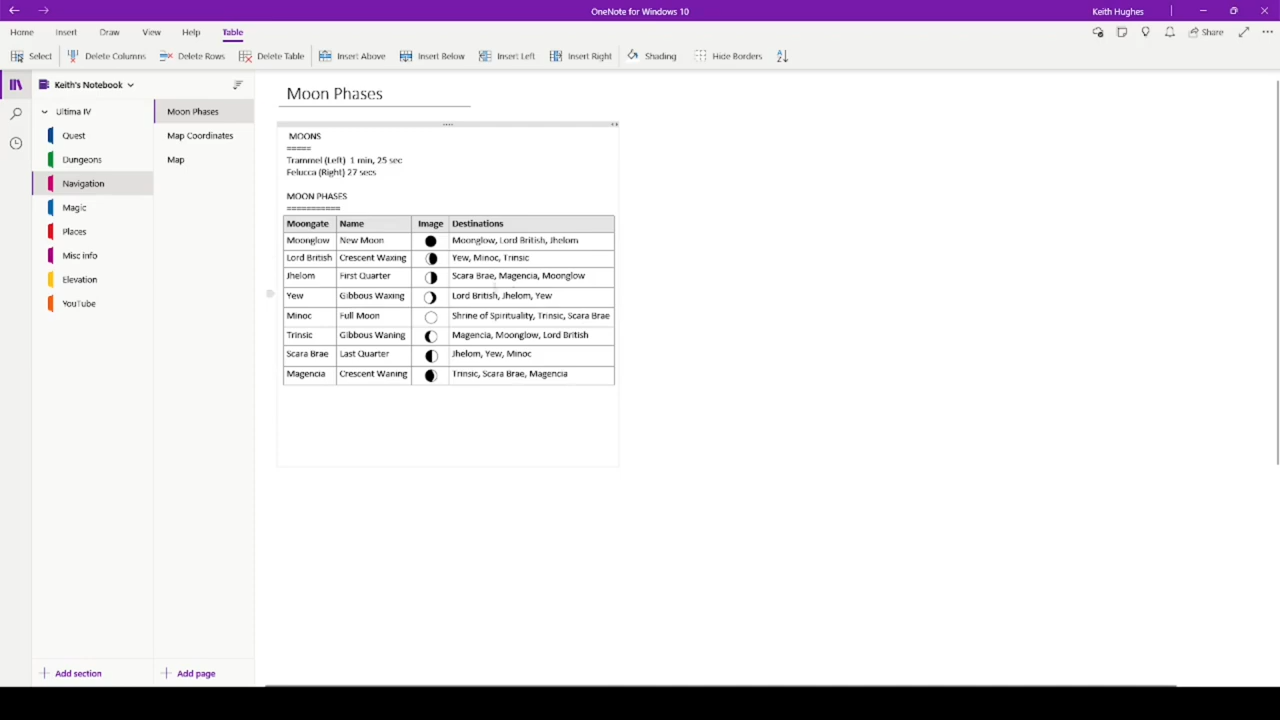 OneNote for Windows 10
Keith Hughes
Home Insert Draw View Help Table
Share
Select Delete Columns Delete Rows Delete Table Insert Above Insert Below Insert Left Insert Right Shading Hide Borders
Keith's Notebook
Ultima IV
Quest
Dungeons
Navigation
Magic
Places
Misc info
Elevation
YouTube
Add section
Moon Phases
Map Coordinates
Map
Add page
Moon Phases
MOONS
=====
Trammel (Left) 1 min, 25 sec
Felucca (Right) 27 secs
MOON PHASES
===========
Moongate Name Image Destinations
Moonglow New Moon Moonglow, Lord British, Jhelom
Lord British Crescent Waxing Yew, Minoc, Trinsic
Jhelom First Quarter Scara Brae, Magencia, Moonglow
Yew Gibbous Waxing Lord British, Jhelom, Yew
Minoc Full Moon Shrine of Spirituality, Trinsic, Scara Brae
Trinsic Gibbous Waning Magencia, Moonglow, Lord British
Scara Brae Last Quarter Jhelom, Yew, Minoc
Magencia Crescent Waning Trinsic, Scara Brae, Magencia